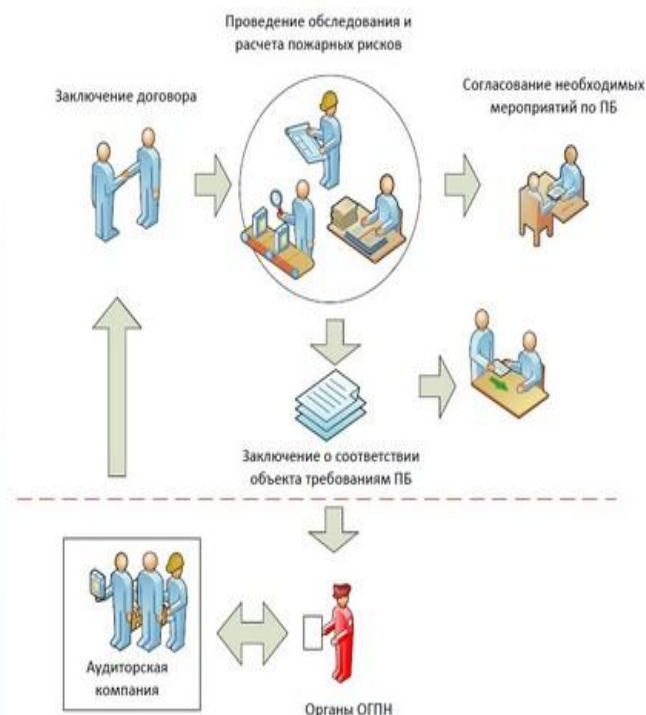 Проведение обследования и
расчета пожарных рисков
Заключение договора
Согласование необходимых
мероприятий по ПБ
Заключение о соответствии
объекта требованиям ПБ
Аудиторская
компания
Органы ОГПН